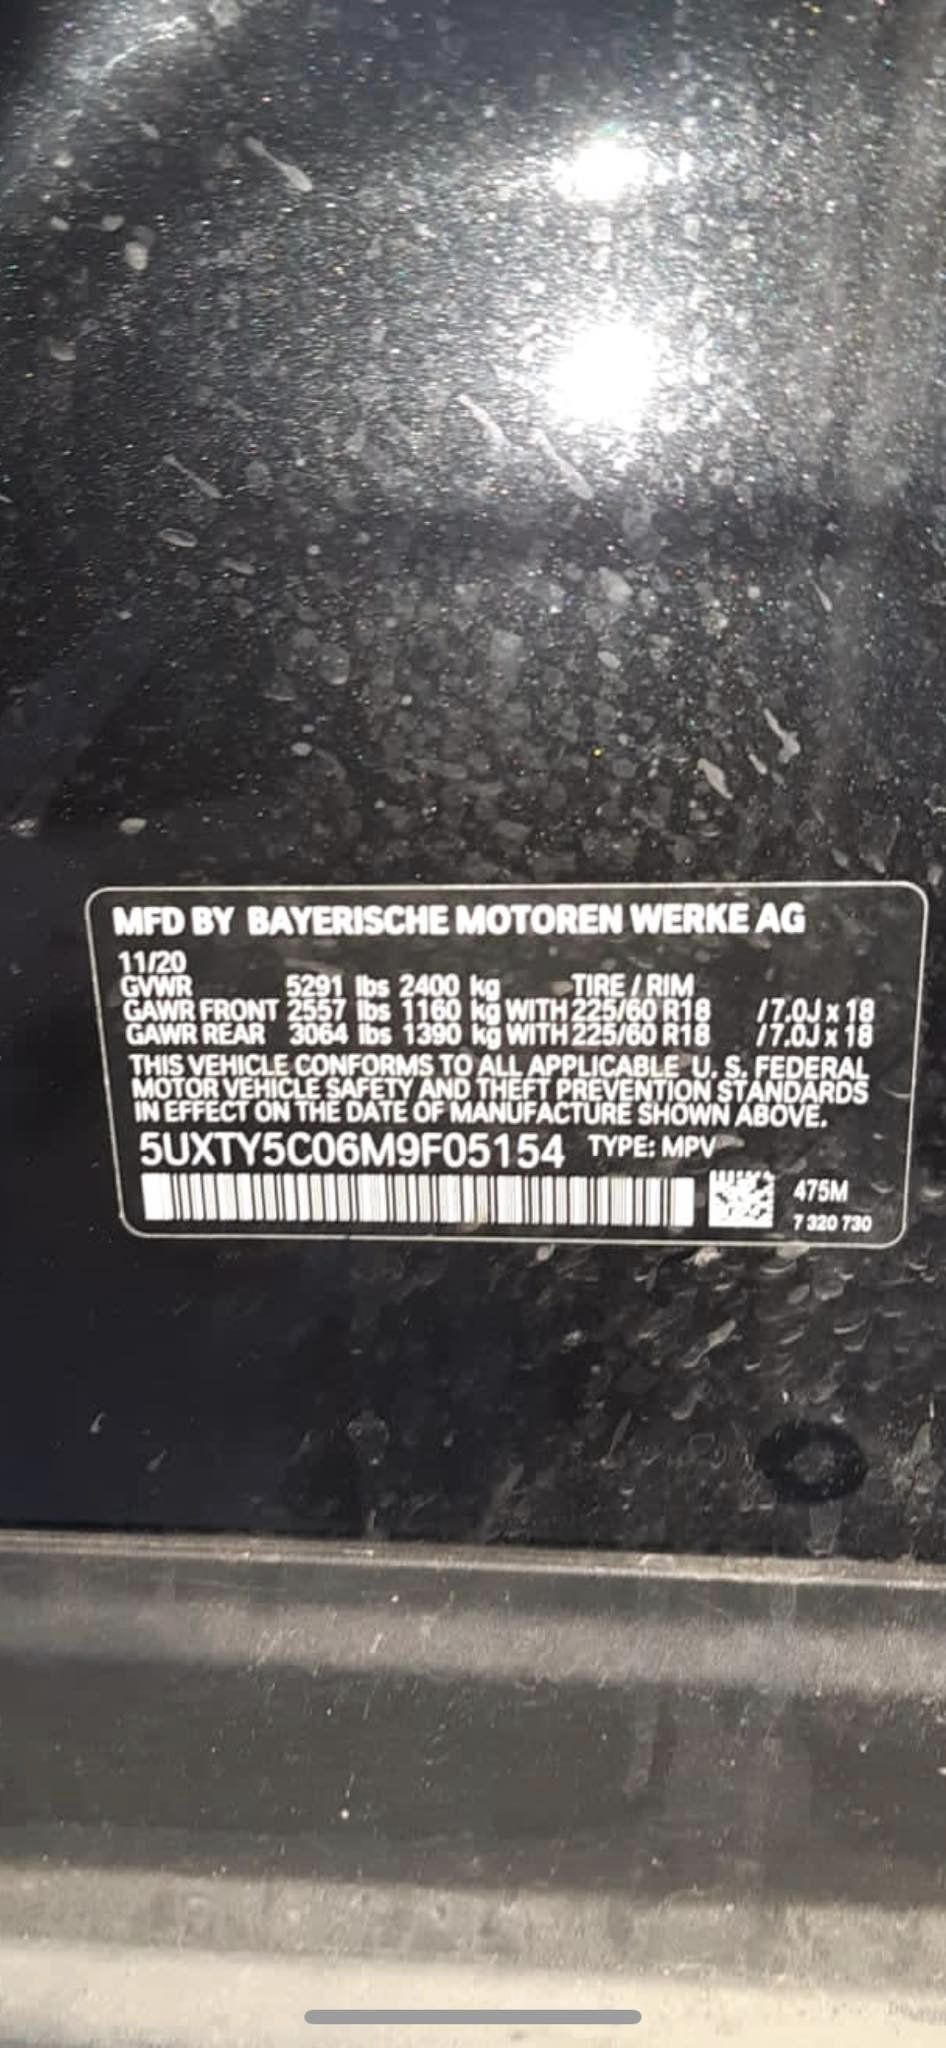 MFD BY BAYERISCHE MOTOREN WERKE AG
11/20
GVWR 5291 lbs 2400 kg TIRE / RIM
GAWR FRONT 2557 lbs 1160 kg WITH 225/60 R18 /7.0J x 18
GAWR REAR 3064 lbs 1390 kg WITH 225/60 R18 /7.0J x 18
THIS VEHICLE CONFORMS TO ALL APPLICABLE U. S. FEDERAL
MOTOR VEHICLE SAFETY AND THEFT PREVENTION STANDARDS
IN EFFECT ON THE DATE OF MANUFACTURE SHOWN ABOVE.
5UXTY5C06M9F05154 TYPE: MPV
475M
7 320 730